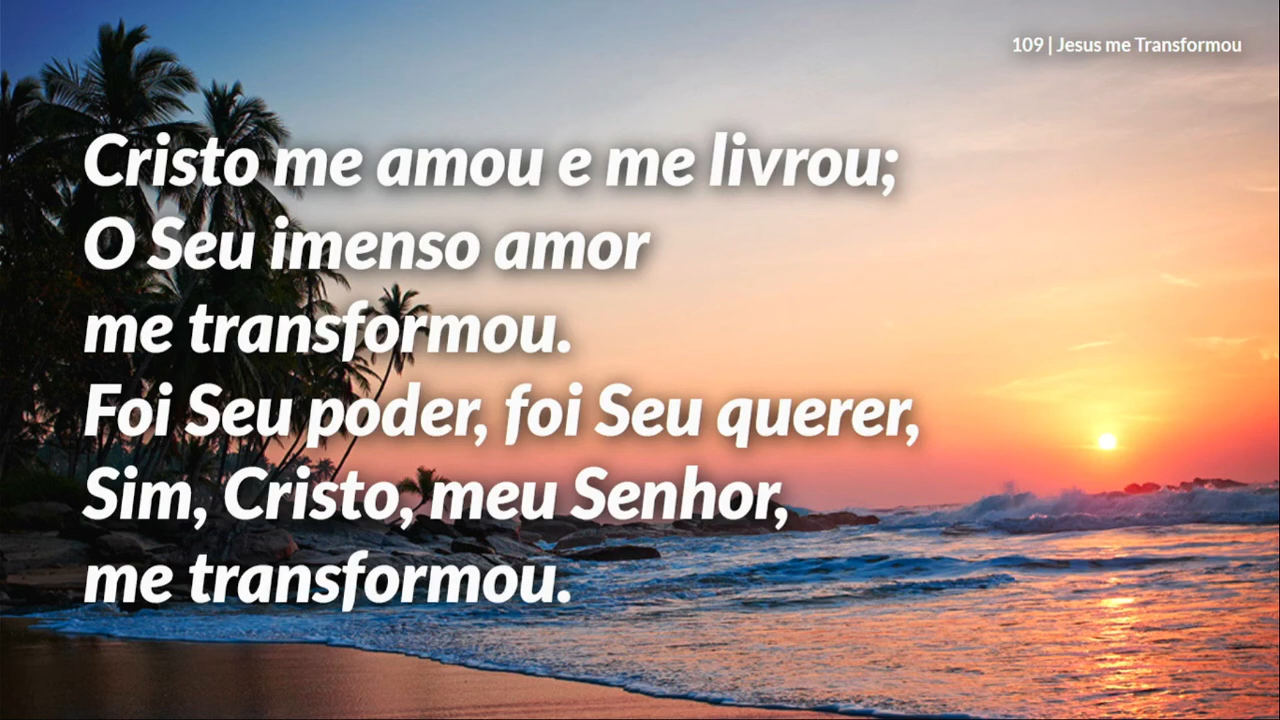 109 | Jesus me Transformou
Cristo me amou e me livrou;
O Seu imenso amor
me transformou.
Foi Seu poder, foi Seu querer,
Sim, Cristo, meu Senhor,
me transformou.